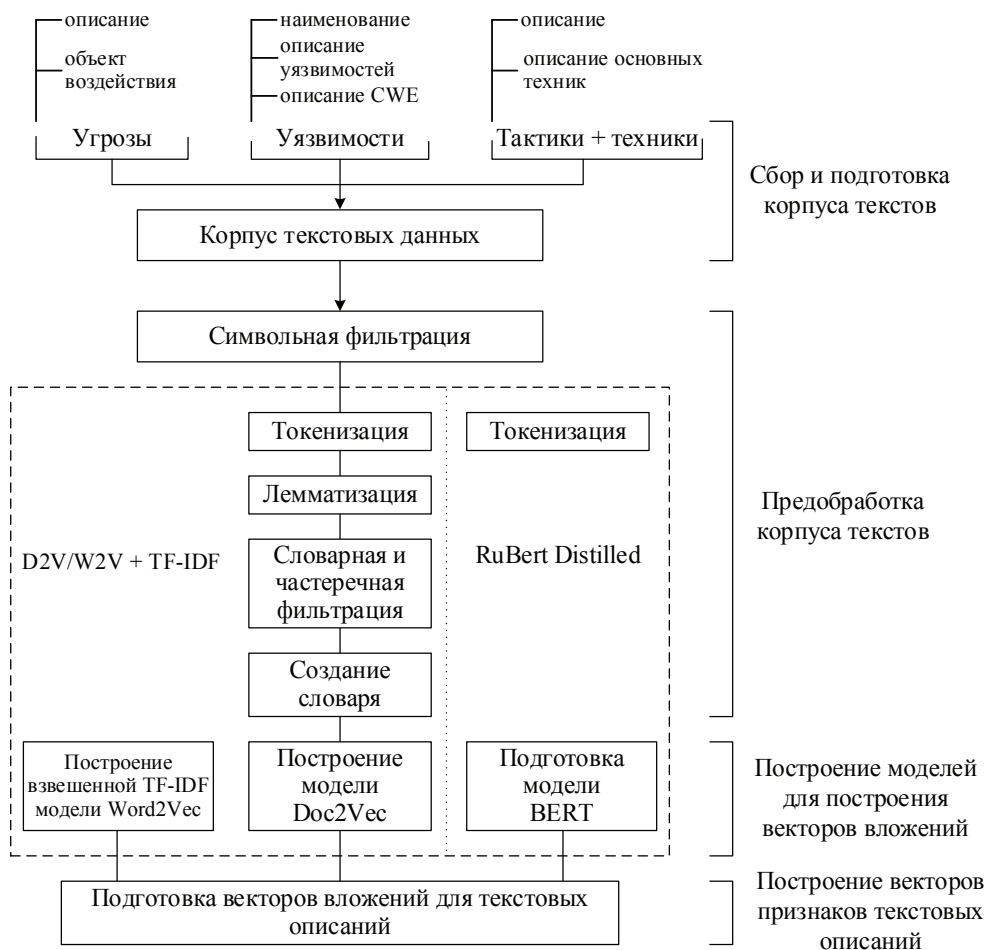 описание
объект
воздействия
Угрозы
наименование
описание
уязвимостей
описание CWE
Уязвимости
описание
описание основных
техник
Тактики + техники
Сбор и подготовка
корпуса текстов
Корпус текстовых данных
Символьная фильтрация
Токенизация
Токенизация
Лемматизация
Предобработка
корпуса текстов
D2V/W2V + TF-IDF
Словарная и
частеречная
фильтрация
RuBert Distilled
Создание
словаря
Построение
взвешенной TF-IDF
модели Word2Vec
Построение
модели
Doc2Vec
Подготовка
модели
BERT
Построение моделей
для построения
векторов вложений
Подготовка векторов вложений для текстовых
описаний
Построение векторов
признаков текстовых
описаний